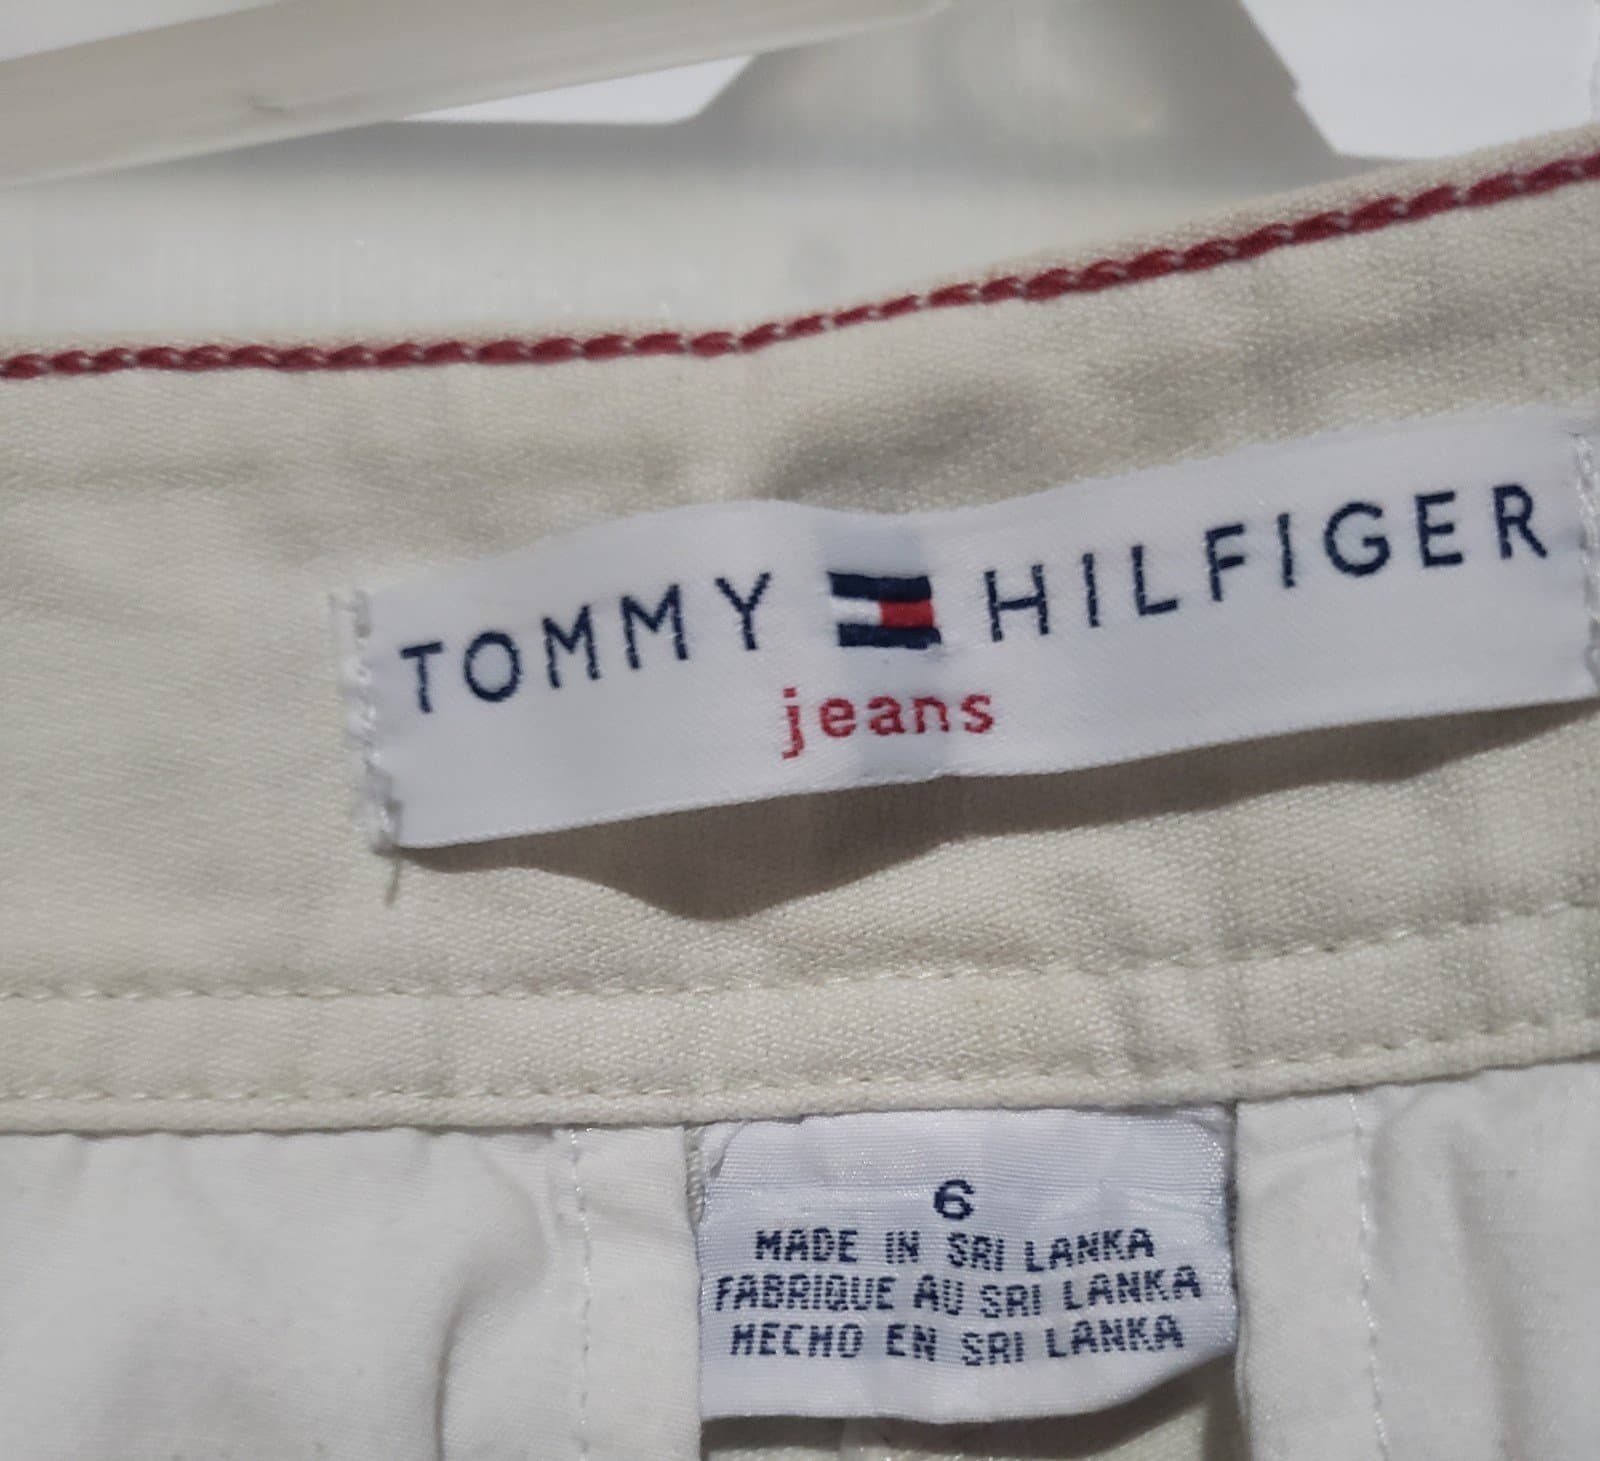 TOMMY HILFIGER
jeans
6
MADE IN SRI LANKA
FABRIQUE AU SRI LANKA
HECHO EN SRI LANKA